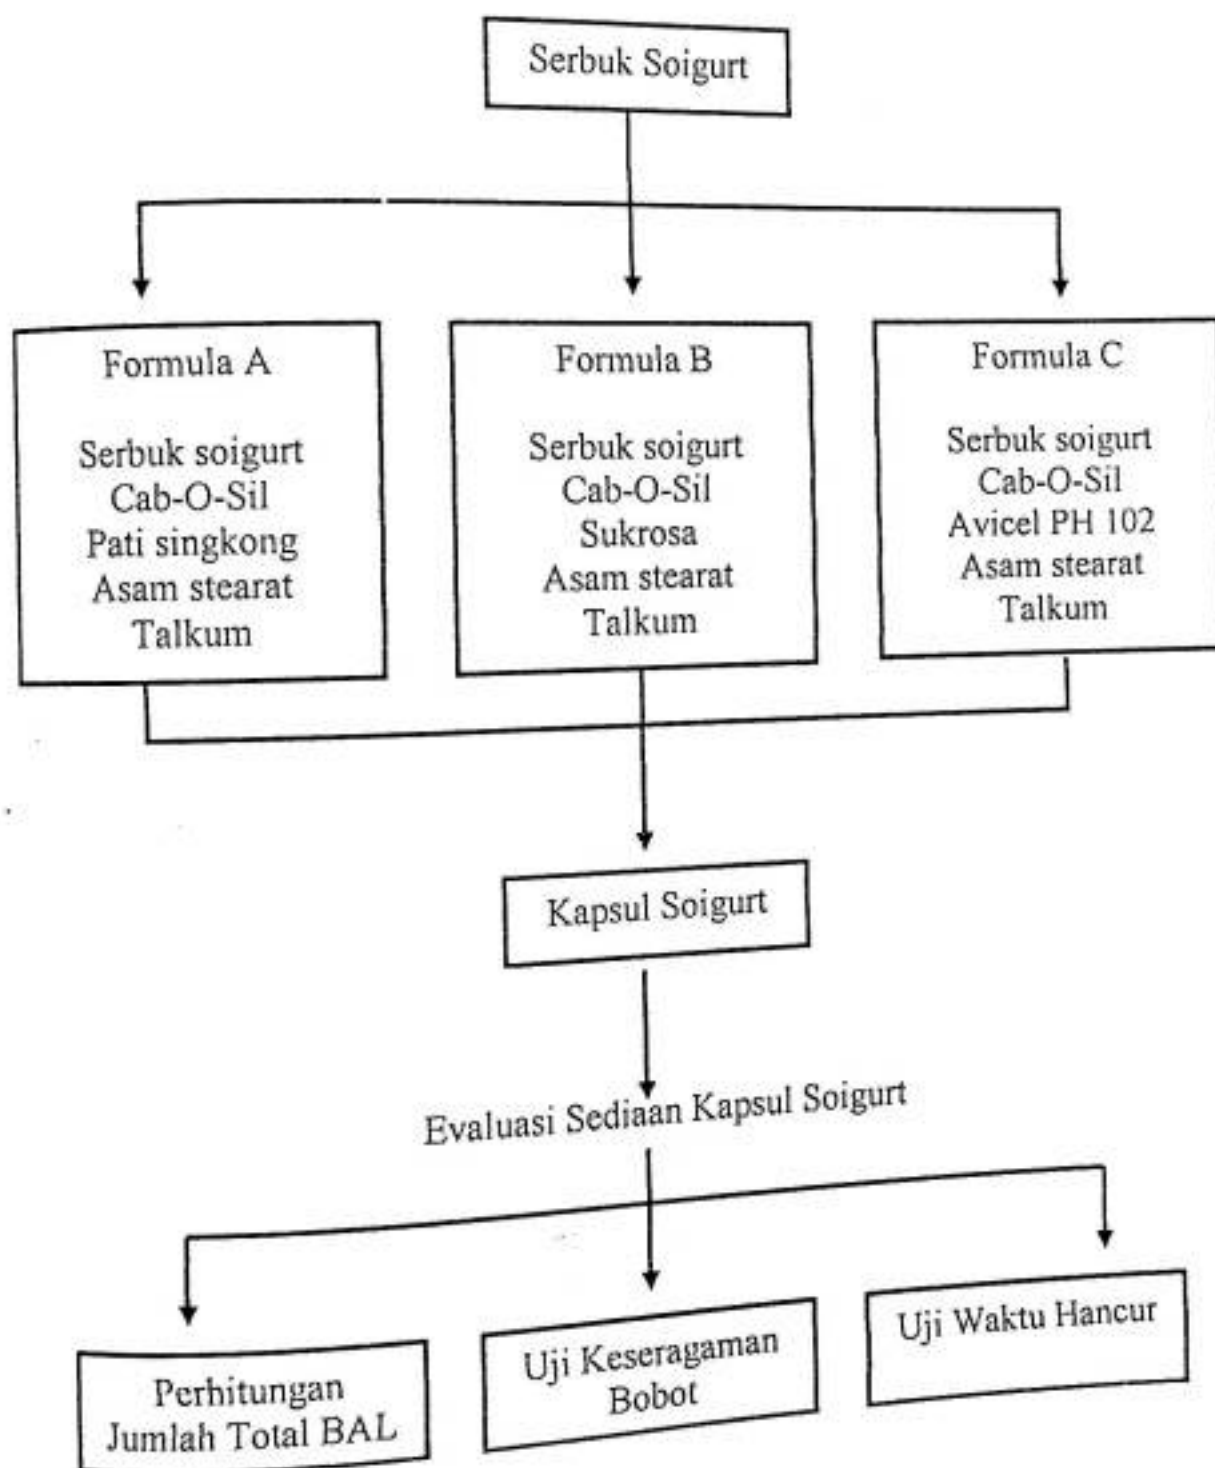 Serbuk Soigurt
Formula A
Serbuk soigurt
Cab-O-Sil
Pati singkong
Asam stearat
Talkum
Formula B
Serbuk soigurt
Cab-O-Sil
Sukrosa
Asam stearat
Talkum
Formula C
Serbuk soigurt
Cab-O-Sil
Avicel PH 102
Asam stearat
Talkum
Kapsul Soigurt
Evaluasi Sediaan Kapsul Soigurt
Perhitungan
Jumlah Total BAL
Uji Keseragaman
Bobot
Uji Waktu Hancur